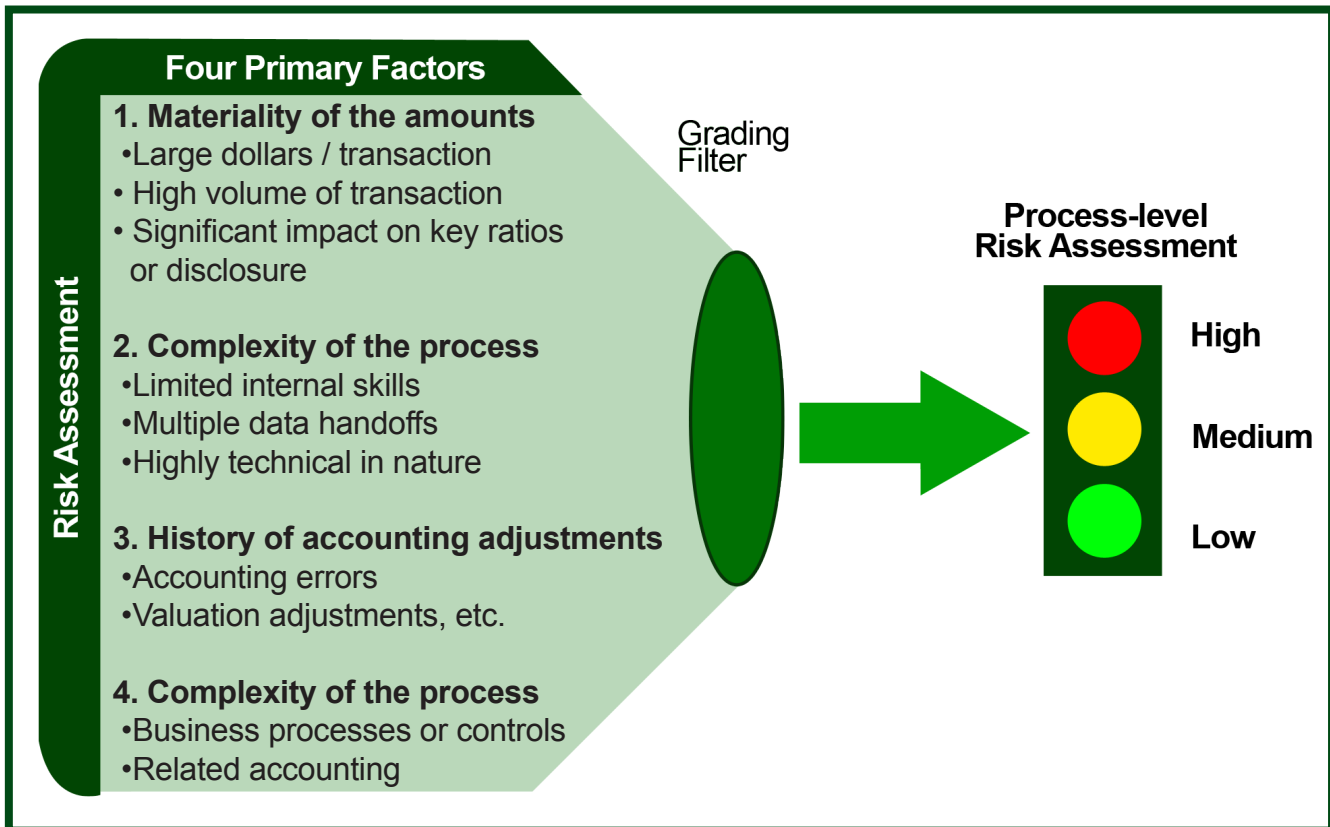 Four Primary Factors
Risk Assessment
1. Materiality of the amounts
•Large dollars / transaction
• High volume of transaction
• Significant impact on key ratios
or disclosure
2. Complexity of the process
•Limited internal skills
•Multiple data handoffs
•Highly technical in nature
3. History of accounting adjustments
•Accounting errors
•Valuation adjustments, etc.
4. Complexity of the process
•Business processes or controls
•Related accounting
Grading
Filter
Process-level
Risk Assessment
High
Medium
Low